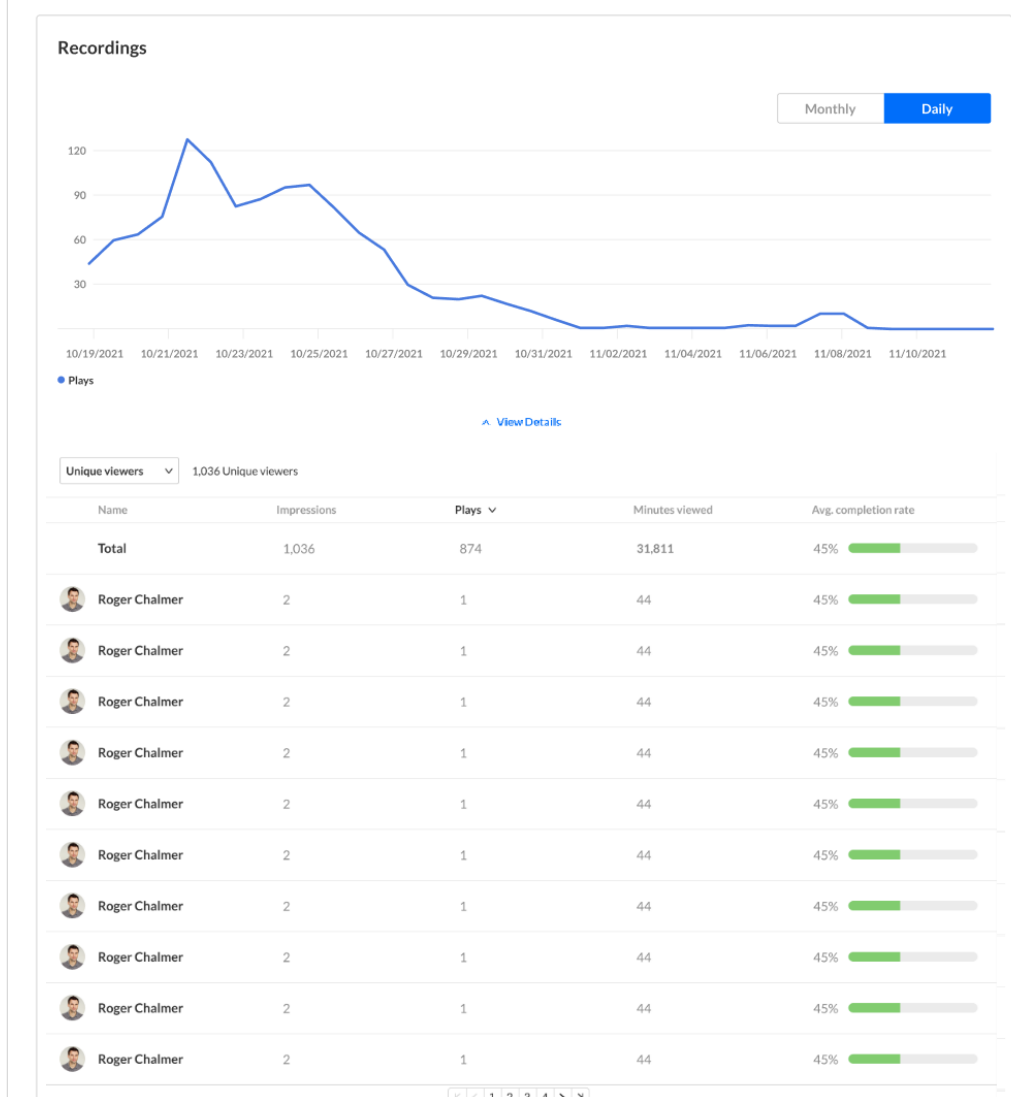 Recordings
Monthly Daily
120
90
60
30
10/19/2021 10/21/2021 10/23/2021 10/25/2021 10/27/2021 10/29/2021 10/31/2021 11/02/2021 11/04/2021 11/06/2021 11/08/2021 11/10/2021
Plays
View Details
Unique viewers 1,036 Unique viewers
Name Impressions Plays Minutes viewed Avg. completion rate
Total 1,036 874 31,811 45%
Roger Chalmer 2 1 44 45%
Roger Chalmer 2 1 44 45%
Roger Chalmer 2 1 44 45%
Roger Chalmer 2 1 44 45%
Roger Chalmer 2 1 44 45%
Roger Chalmer 2 1 44 45%
Roger Chalmer 2 1 44 45%
Roger Chalmer 2 1 44 45%
Roger Chalmer 2 1 44 45%
Roger Chalmer 2 1 44 45%
1 2 3 4